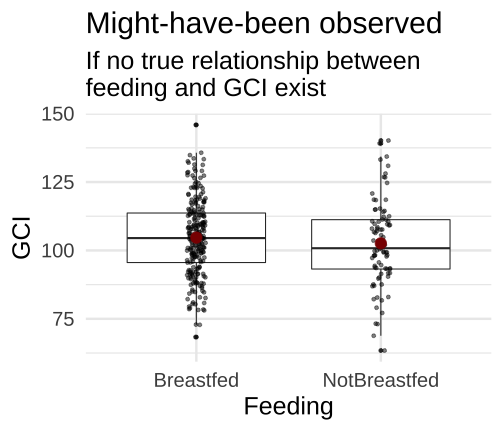 Might-have-been observed
If no true relationship between
feeding and GCI exist
150
125
100
75
GCI
Breastfed
NotBreastfed
Feeding